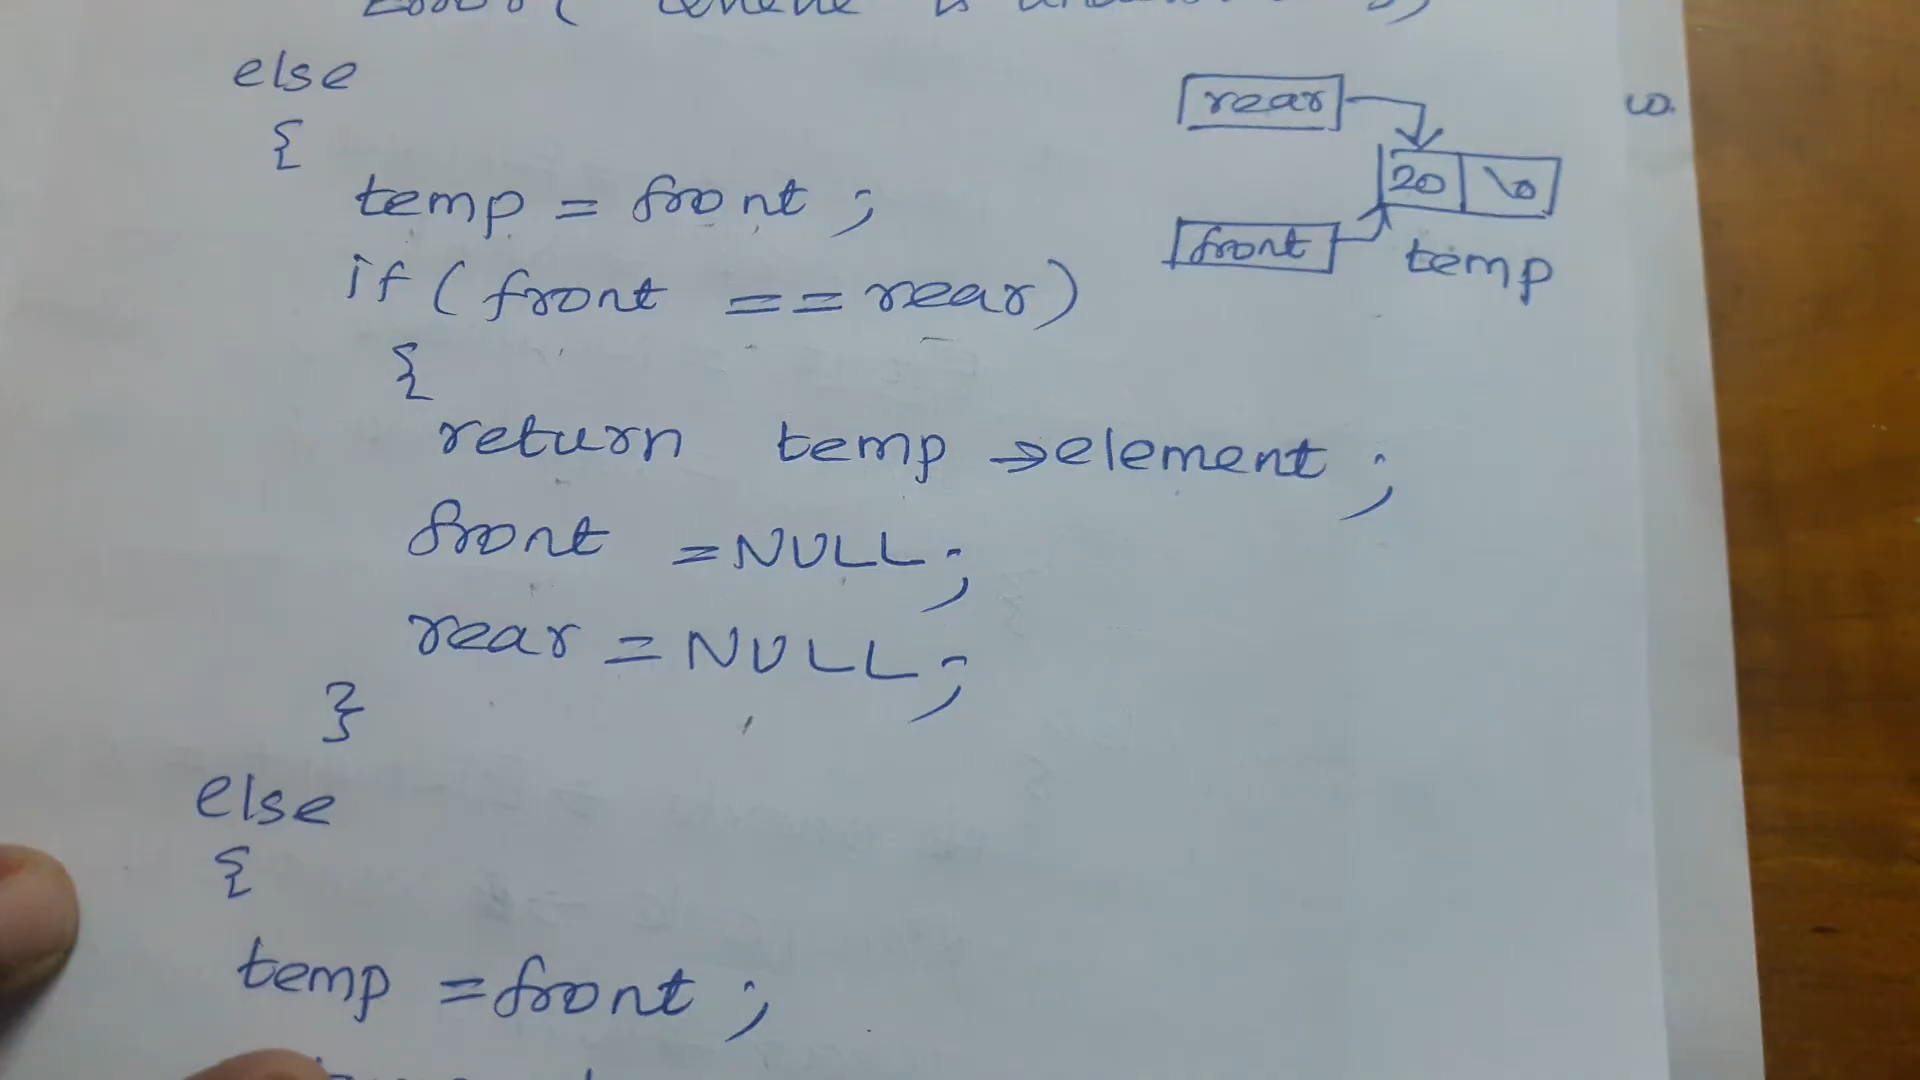 else
{
temp = front ;
if ( front == rear )
{
return temp →element ;
front = NULL ;
rear = NULL ;
}
else
{
temp = front ;
rear
20 \0
front
temp